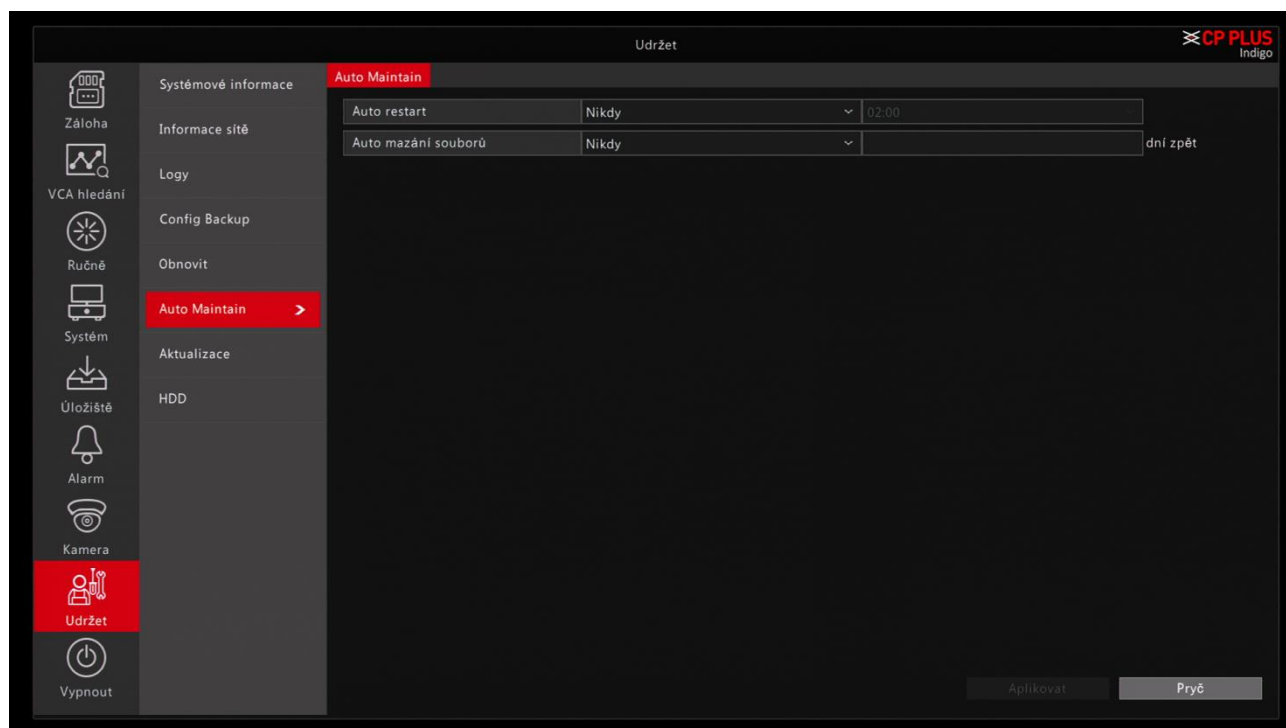 Udržet
CP PLUS
Indigo
Záloha
VCA hledání
Ručně
Systém
Úložiště
Alarm
Kamera
Udržet
Vypnout
Systémové informace
Informace sítě
Logy
Config Backup
Obnovit
Auto Maintain
Aktualizace
HDD
Auto Maintain
Auto restart Nikdy 02:00
Auto mazání souborů Nikdy dní zpět
Aplikovat Pryč